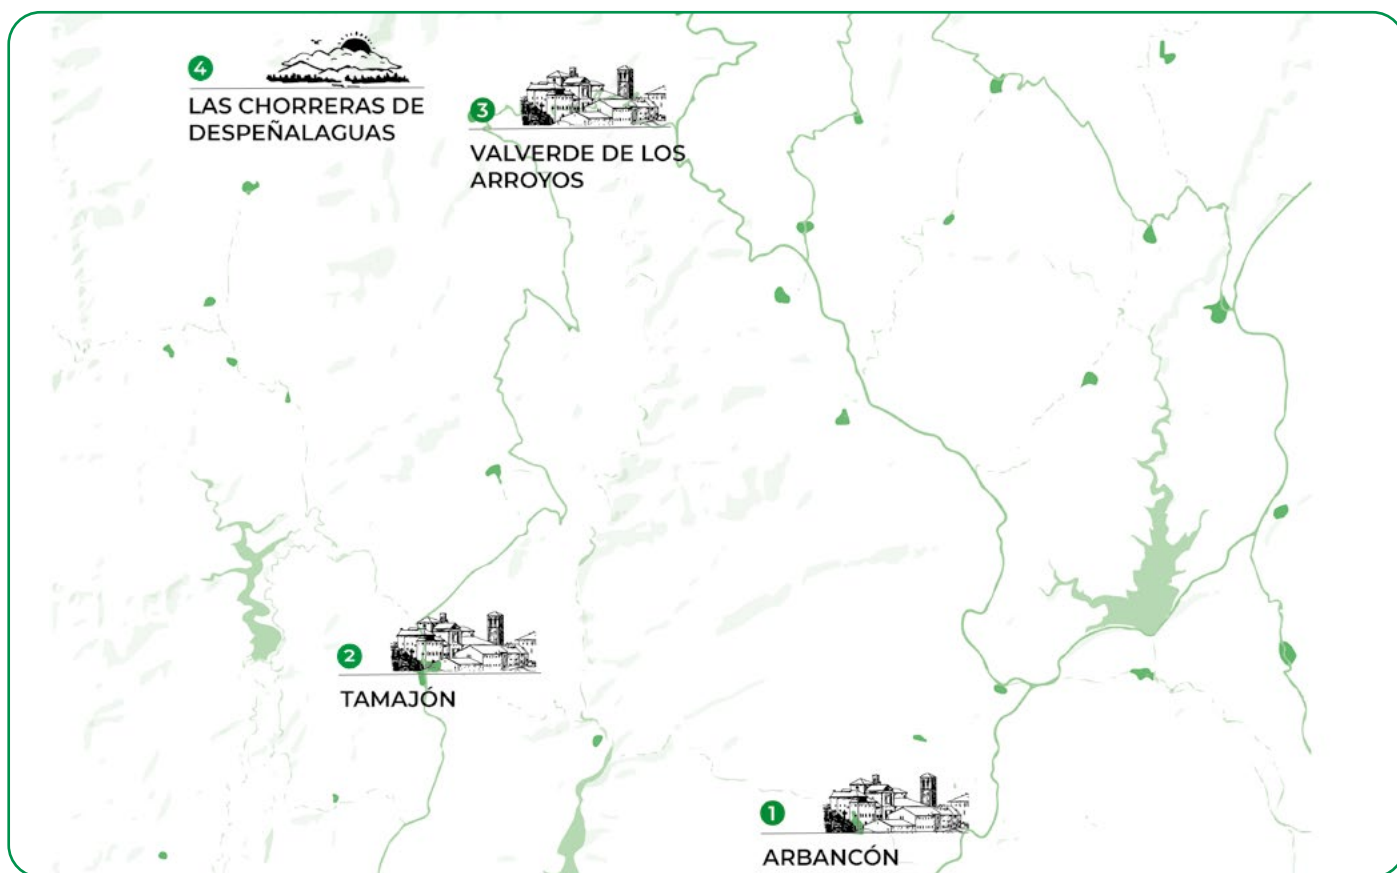 4
LAS CHORRERAS DE
DESPEÑALAGUAS
3
VALVERDE DE LOS
ARROYOS
2
TAMAJÓN
1
ARBANCÓN